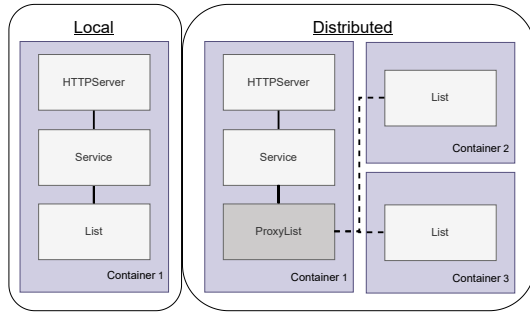 Local
HTTPServer
Service
List
Container 1
Distributed
HTTPServer
Service
ProxyList
Container 1
List
Container 2
List
Container 3